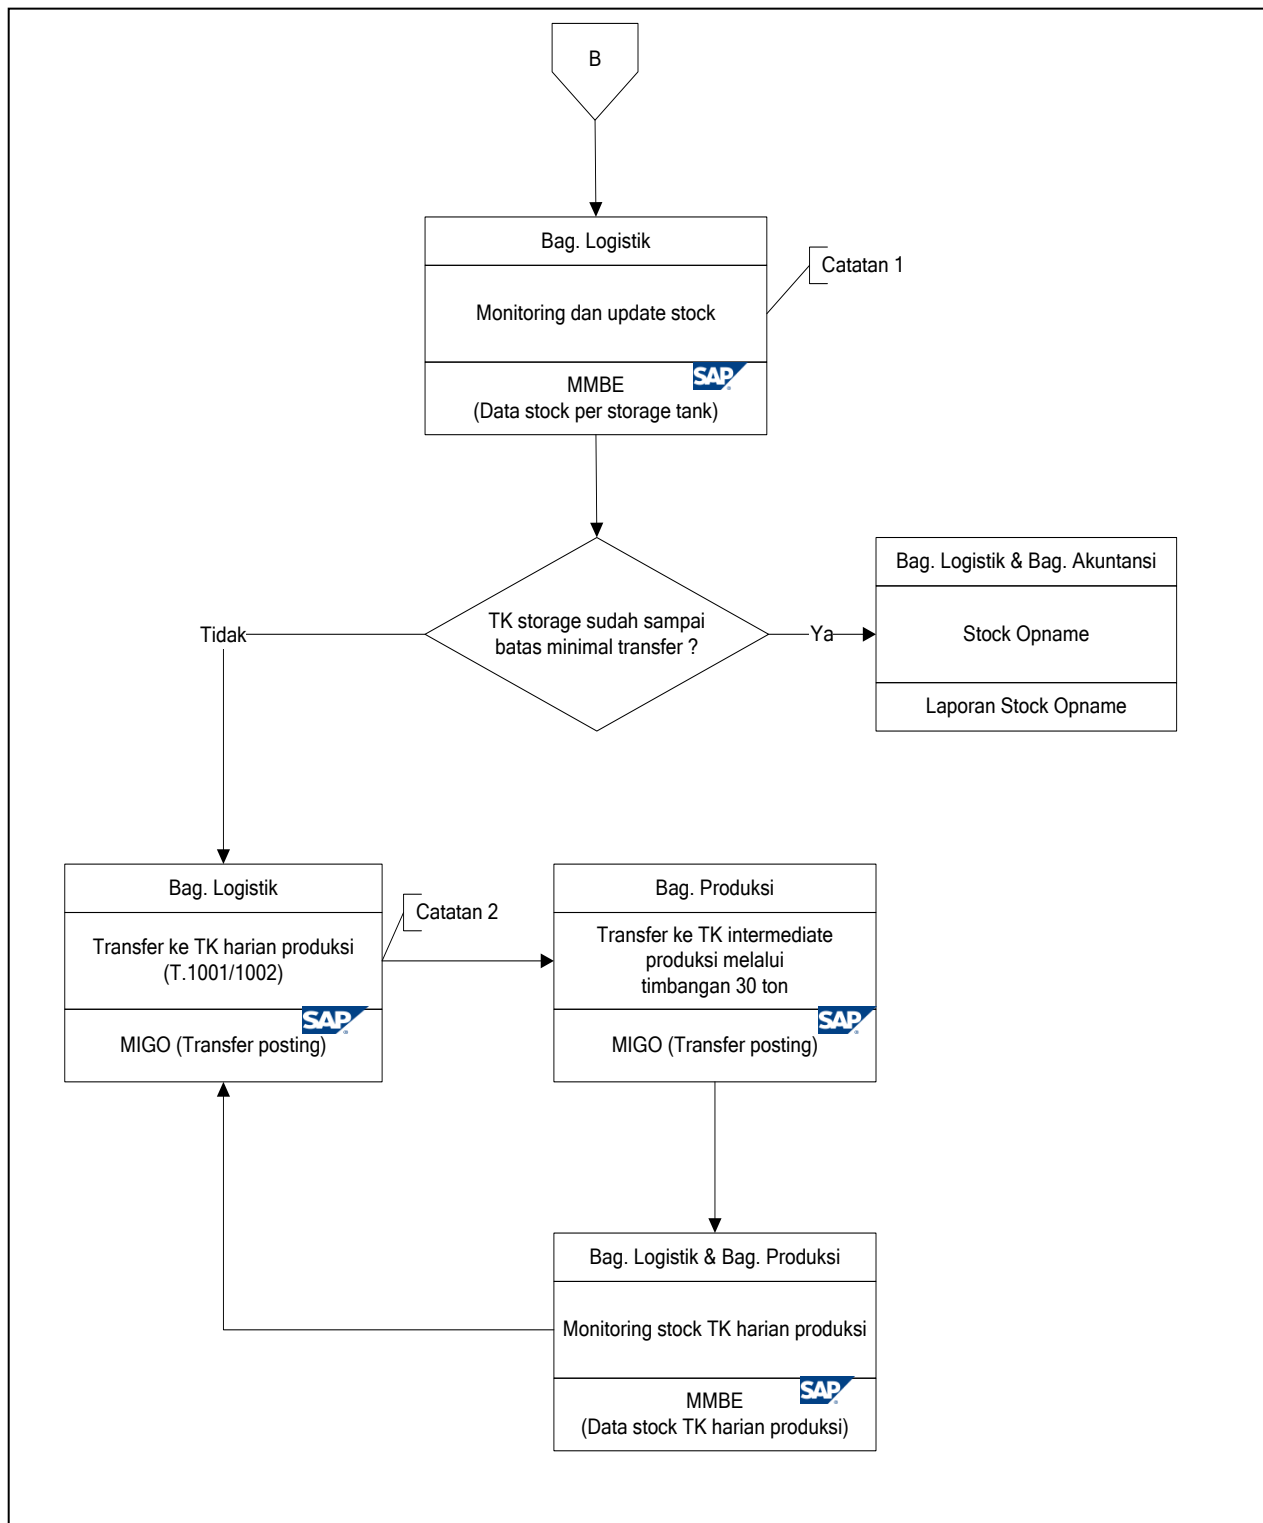 B
Bag. Logistik
Catatan 1
Monitoring dan update stock
SAP
MMBE
(Data stock per storage tank)
TK storage sudah sampai
batas minimal transfer ?
Tidak
Ya
Bag. Logistik & Bag. Akuntansi
Stock Opname
Laporan Stock Opname
Bag. Logistik
Catatan 2
Transfer ke TK harian produksi
(T.1001/1002)
SAP
MIGO (Transfer posting)
Bag. Produksi
Transfer ke TK intermediate
produksi melalui
timbangan 30 ton
SAP
MIGO (Transfer posting)
Bag. Logistik & Bag. Produksi
Monitoring stock TK harian produksi
SAP
MMBE
(Data stock TK harian produksi)